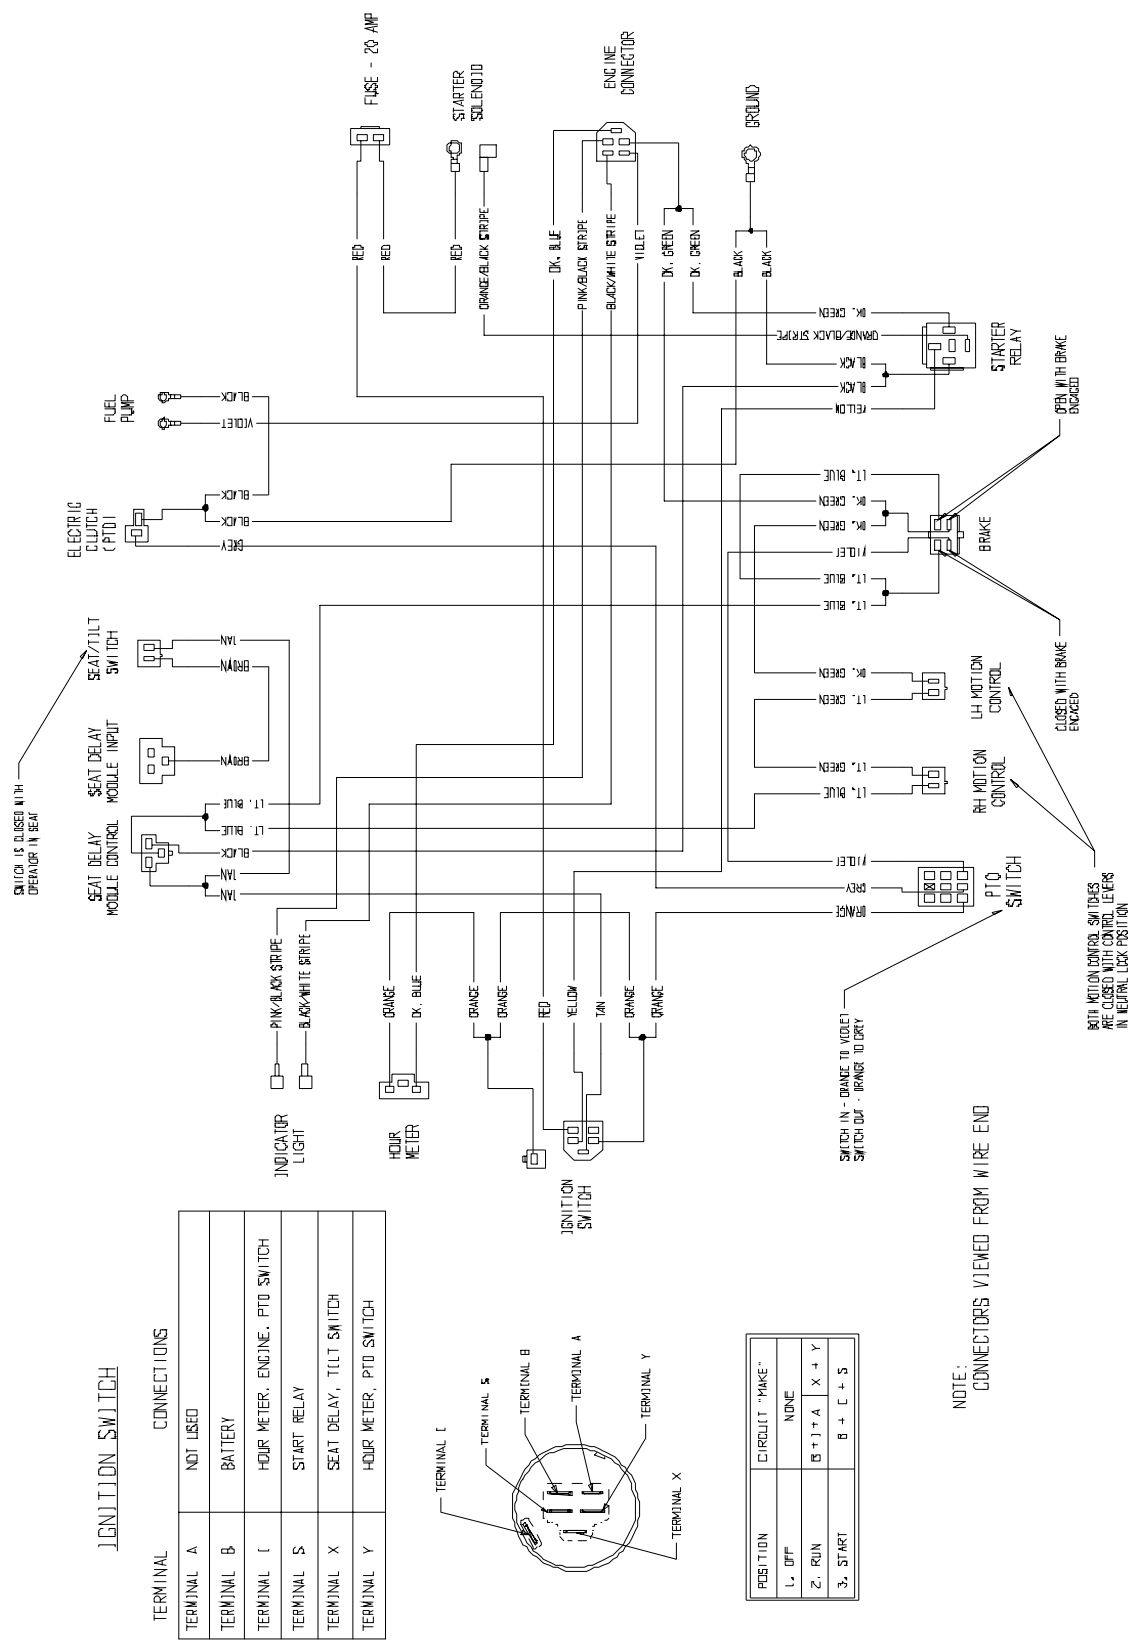 IGNITION SWITCH
TERMINAL CONNECTIONS
TERMINAL A NOT USED
TERMINAL B BATTERY
TERMINAL I HOUR METER, ENGINE, PTO SWITCH
TERMINAL S START RELAY
TERMINAL X SEAT DELAY, TILT SWITCH
TERMINAL Y HOUR METER, PTO SWITCH
TERMINAL I
TERMINAL S
TERMINAL B
TERMINAL A
TERMINAL Y
TERMINAL X
POSITION CIRCUIT "MAKE"
1. OFF NONE
2. RUN B + I + A X + Y
3. START B + I + S
NOTE:
CONNECTORS VIEWED FROM WIRE END
SWITCH IS CLOSED WITH
OPERATOR IN SEAT
SEAT DELAY
MODULE CONTROL
SEAT DELAY
MODULE INPUT
SEAT/TILT
SWITCH
ELECTRIC
CLUTCH
(PTO)
FUEL
PUMP
LT. BLUE
LT. BLUE
BLACK
TAN
TAN
BROWN
BROWN
TAN
GREY
BLACK
BLACK
VIOLET
BLACK
INDICATOR
LIGHT
PINK/BLACK STRIPE
BLACK/WHITE STRIPE
HOUR
METER
ORANGE
DK. BLUE
ORANGE
ORANGE
RED
YELLOW
TAN
ORANGE
ORANGE
IGNITION
SWITCH
FUSE - 20 AMP
RED
RED
STARTER
SOLENOID
RED
ORANGE/BLACK STRIPE
ENGINE
CONNECTOR
DK. BLUE
PINK/BLACK STRIPE
BLACK/WHITE STRIPE
VIOLET
DK. GREEN
DK. GREEN
GROUND
BLACK
BLACK
DK. GREEN
ORANGE/BLACK STRIPE
BLACK
BLACK
YELLOW
STARTER
RELAY
OPEN WITH BRAKE
ENGAGED
LT. BLUE
DK. GREEN
DK. GREEN
VIOLET
LT. BLUE
LT. BLUE
BRAKE
CLOSED WITH BRAKE
ENGAGED
DK. GREEN
LT. GREEN
LH MOTION
CONTROL
LT. GREEN
LT. BLUE
RH MOTION
CONTROL
VIOLET
GREY
ORANGE
PTO
SWITCH
SWITCH IN - ORANGE TO VIOLET
SWITCH OUT - ORANGE TO GREY
BOTH MOTION CONTROL SWITCHES
ARE CLOSED WITH CONTROL LEVERS
IN NEUTRAL LOCK POSITION